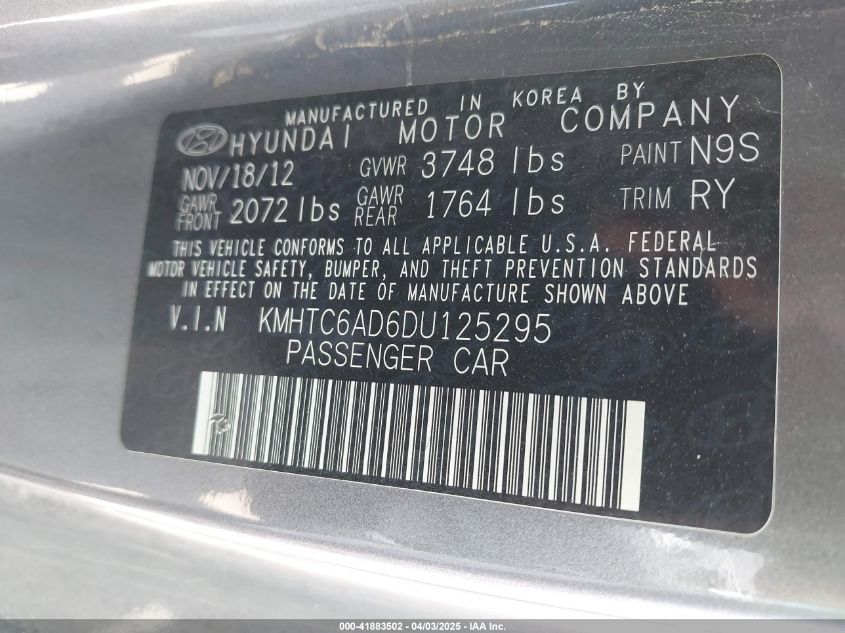 MANUFACTURED IN KOREA BY
HYUNDAI MOTOR COMPANY
NOV/18/12 GVWR 3748 lbs PAINT N9S
GAWR FRONT 2072 lbs GAWR REAR 1764 lbs TRIM RY
THIS VEHICLE CONFORMS TO ALL APPLICABLE U.S.A. FEDERAL
MOTOR VEHICLE SAFETY, BUMPER, AND THEFT PREVENTION STANDARDS
IN EFFECT ON THE DATE OF MANUFACTURE SHOWN ABOVE
V.I.N KMHTC6AD6DU125295
PASSENGER CAR
000-41883502 - 04/03/2025 - IAA Inc.